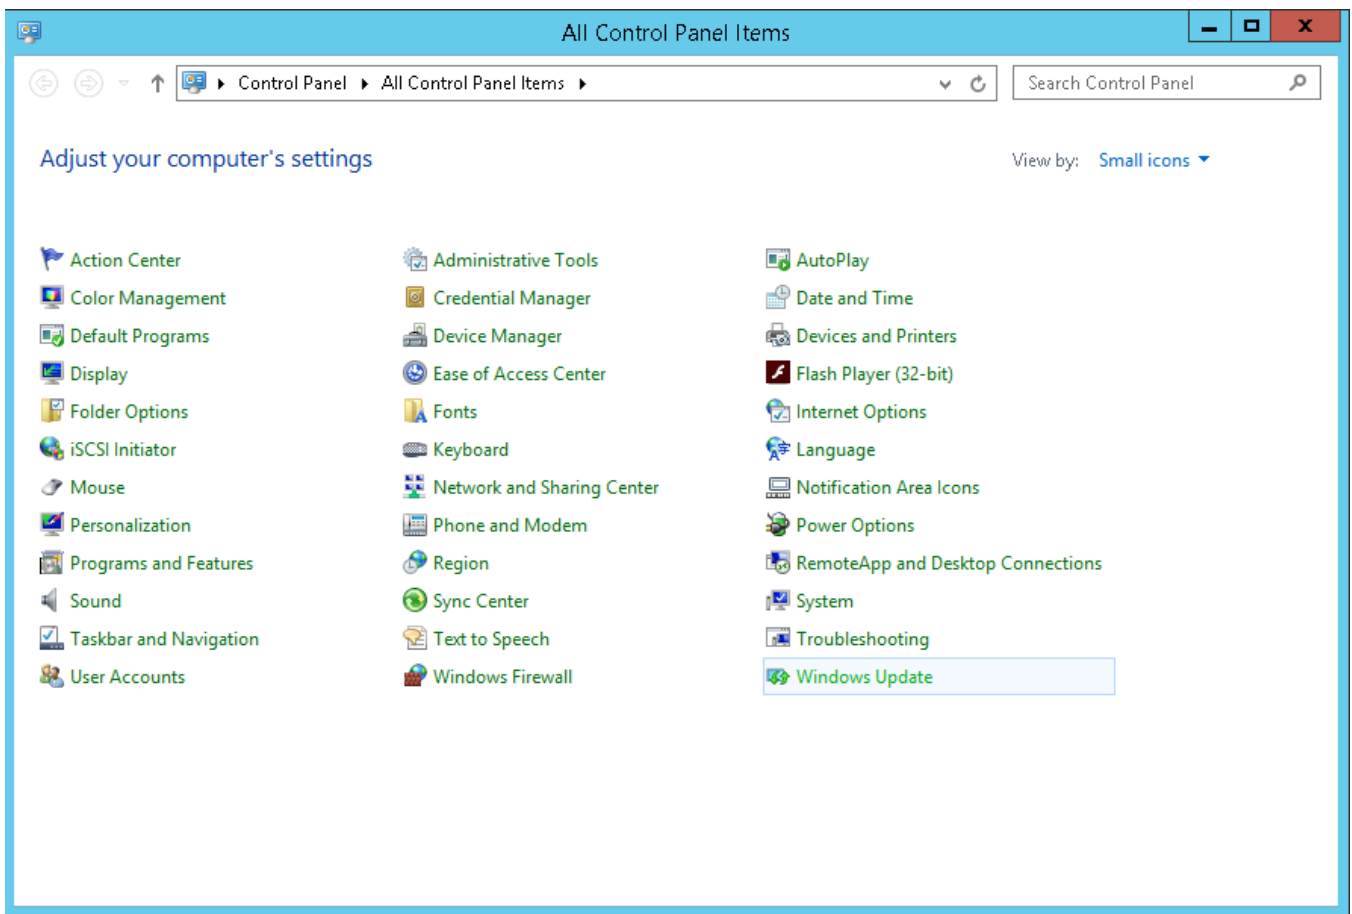 All Control Panel Items
Control Panel All Control Panel Items
Search Control Panel
Adjust your computer's settings
View by: Small icons
Action Center
Administrative Tools
AutoPlay
Color Management
Credential Manager
Date and Time
Default Programs
Device Manager
Devices and Printers
Display
Ease of Access Center
Flash Player (32-bit)
Folder Options
Fonts
Internet Options
iSCSI Initiator
Keyboard
Language
Mouse
Network and Sharing Center
Notification Area Icons
Personalization
Phone and Modem
Power Options
Programs and Features
Region
RemoteApp and Desktop Connections
Sound
Sync Center
System
Taskbar and Navigation
Text to Speech
Troubleshooting
User Accounts
Windows Firewall
Windows Update